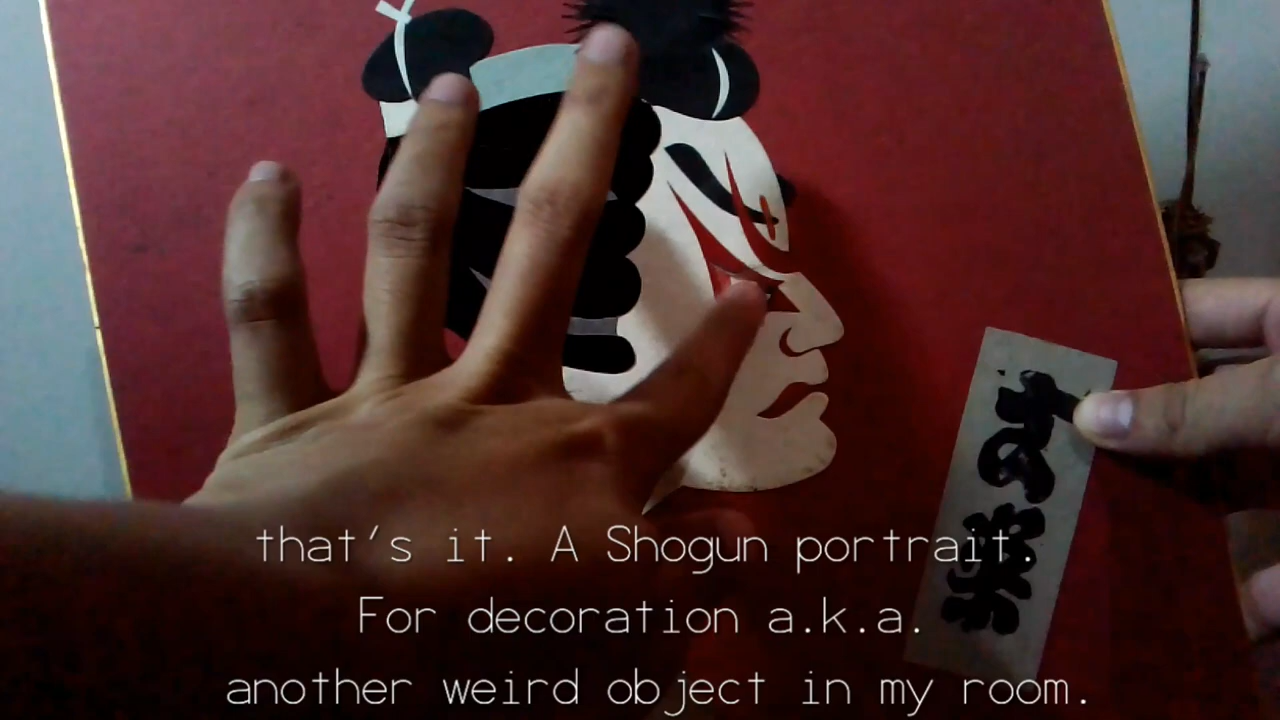 that's it. A Shogun portrait.
For decoration a.k.a.
another weird object in my room.